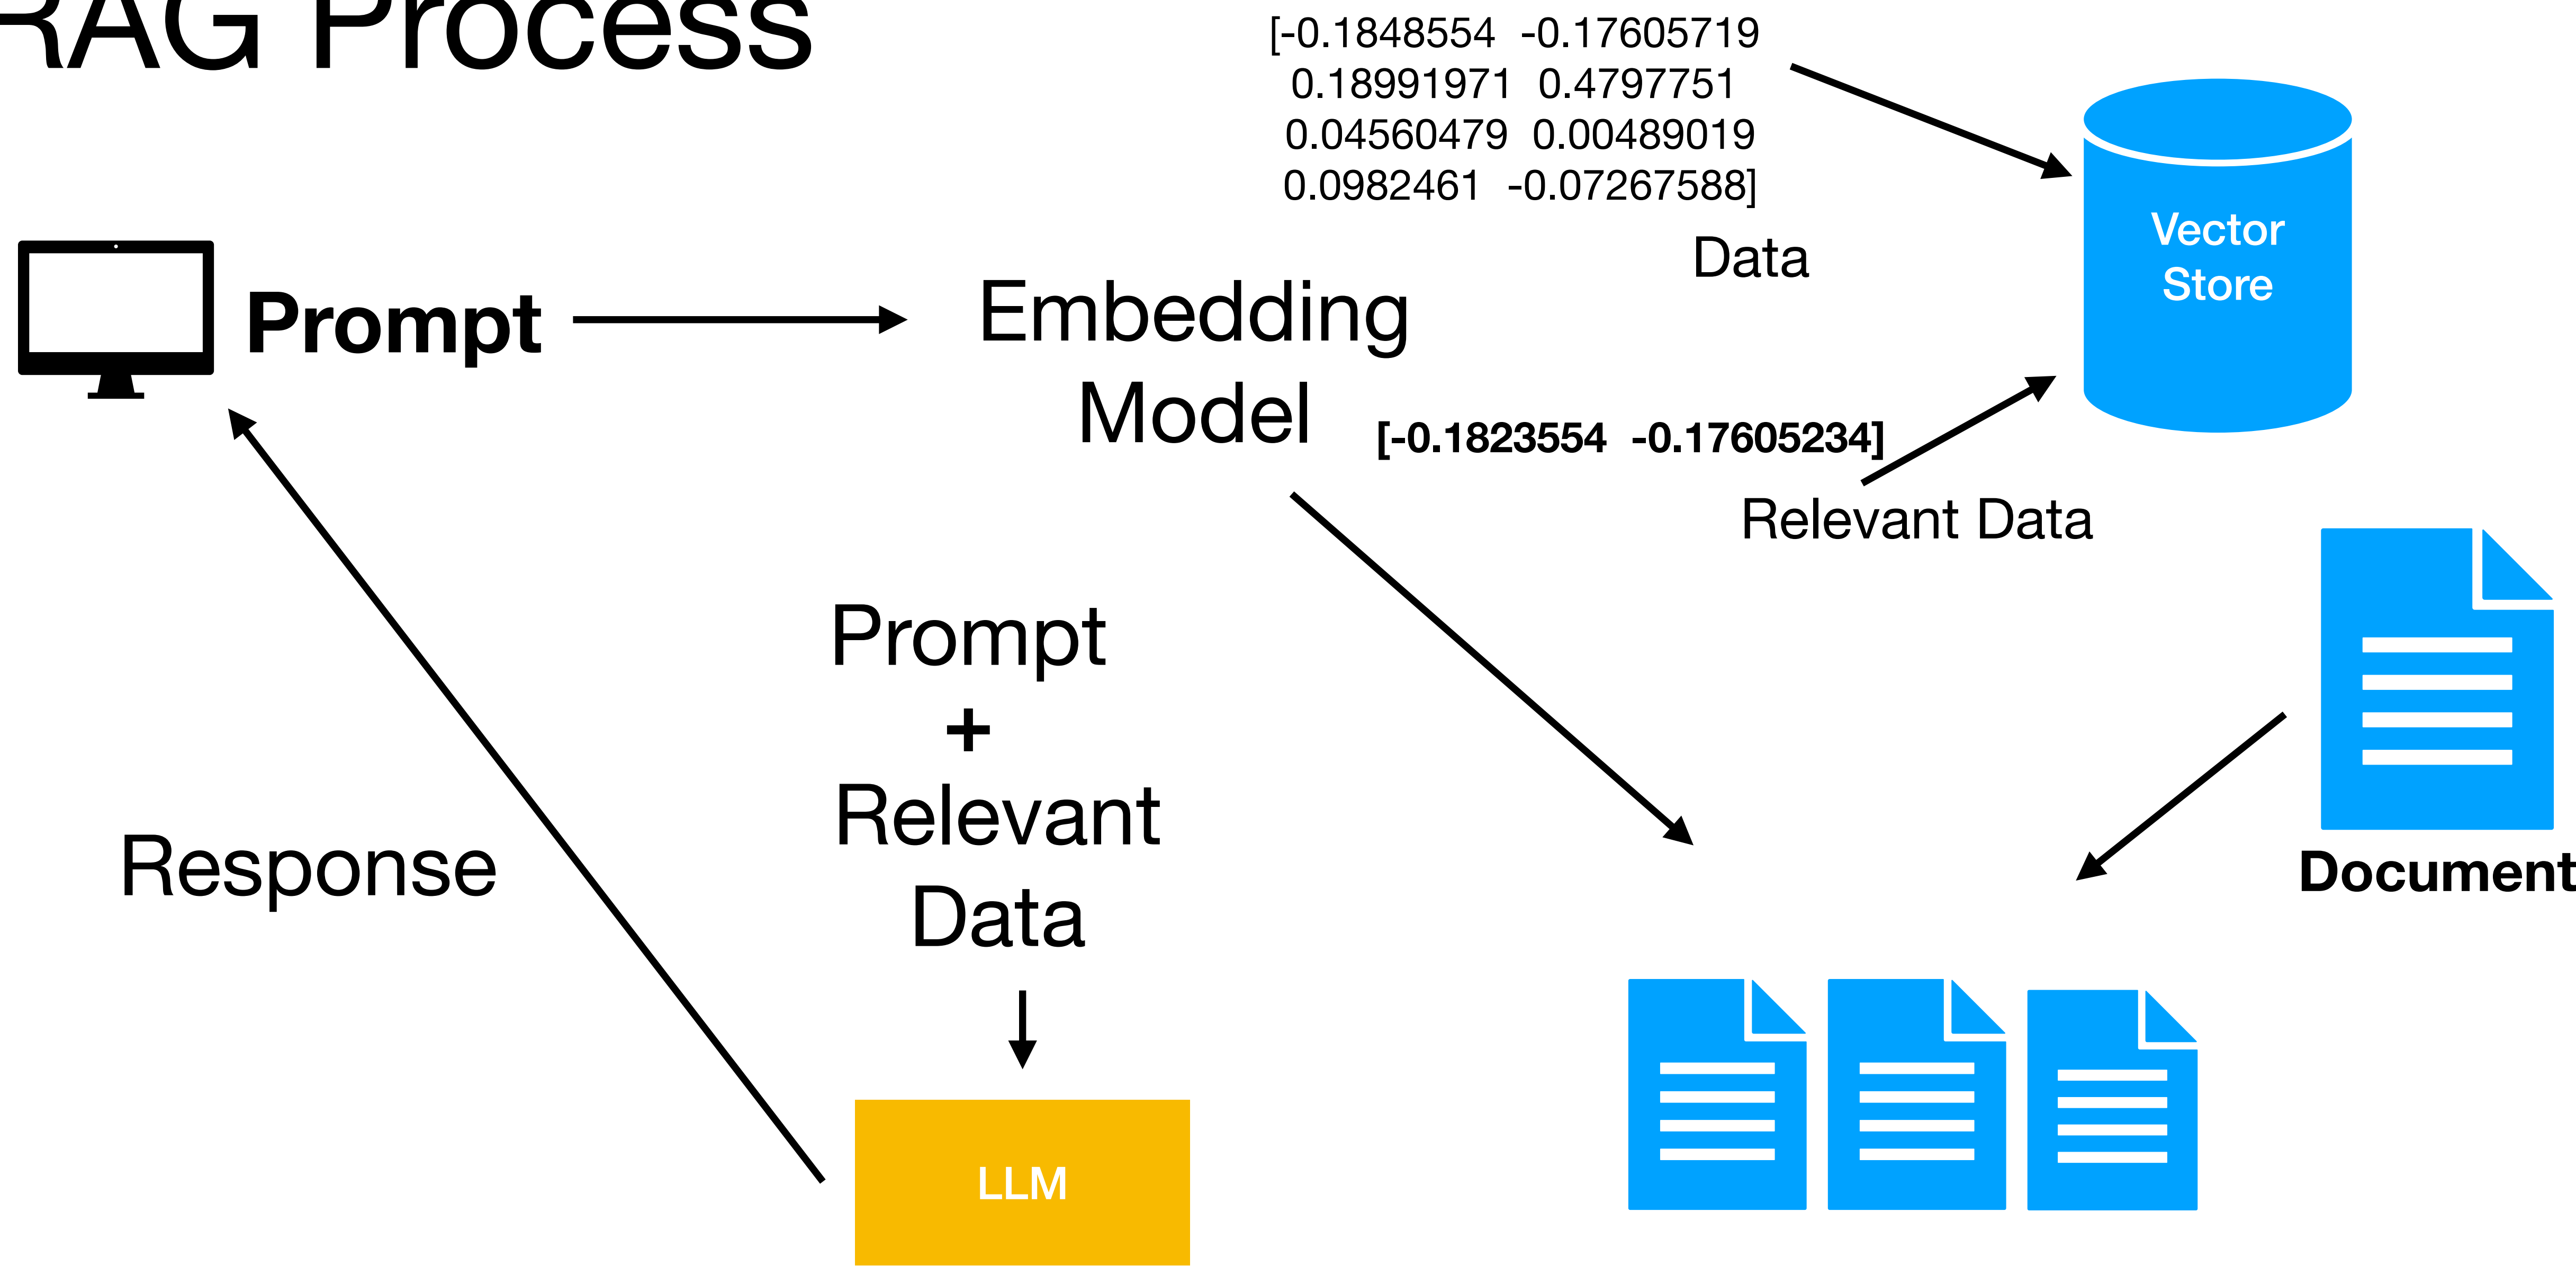 RAG Process
[-0.1848554 -0.17605719
0.18991971 0.4797751
0.04560479 0.00489019
0.0982461 -0.07267588]
Data
Vector
Store
Prompt
Embedding
Model
[-0.1823554 -0.17605234]
Relevant Data
Prompt
+
Relevant
Data
Response
Document
LLM